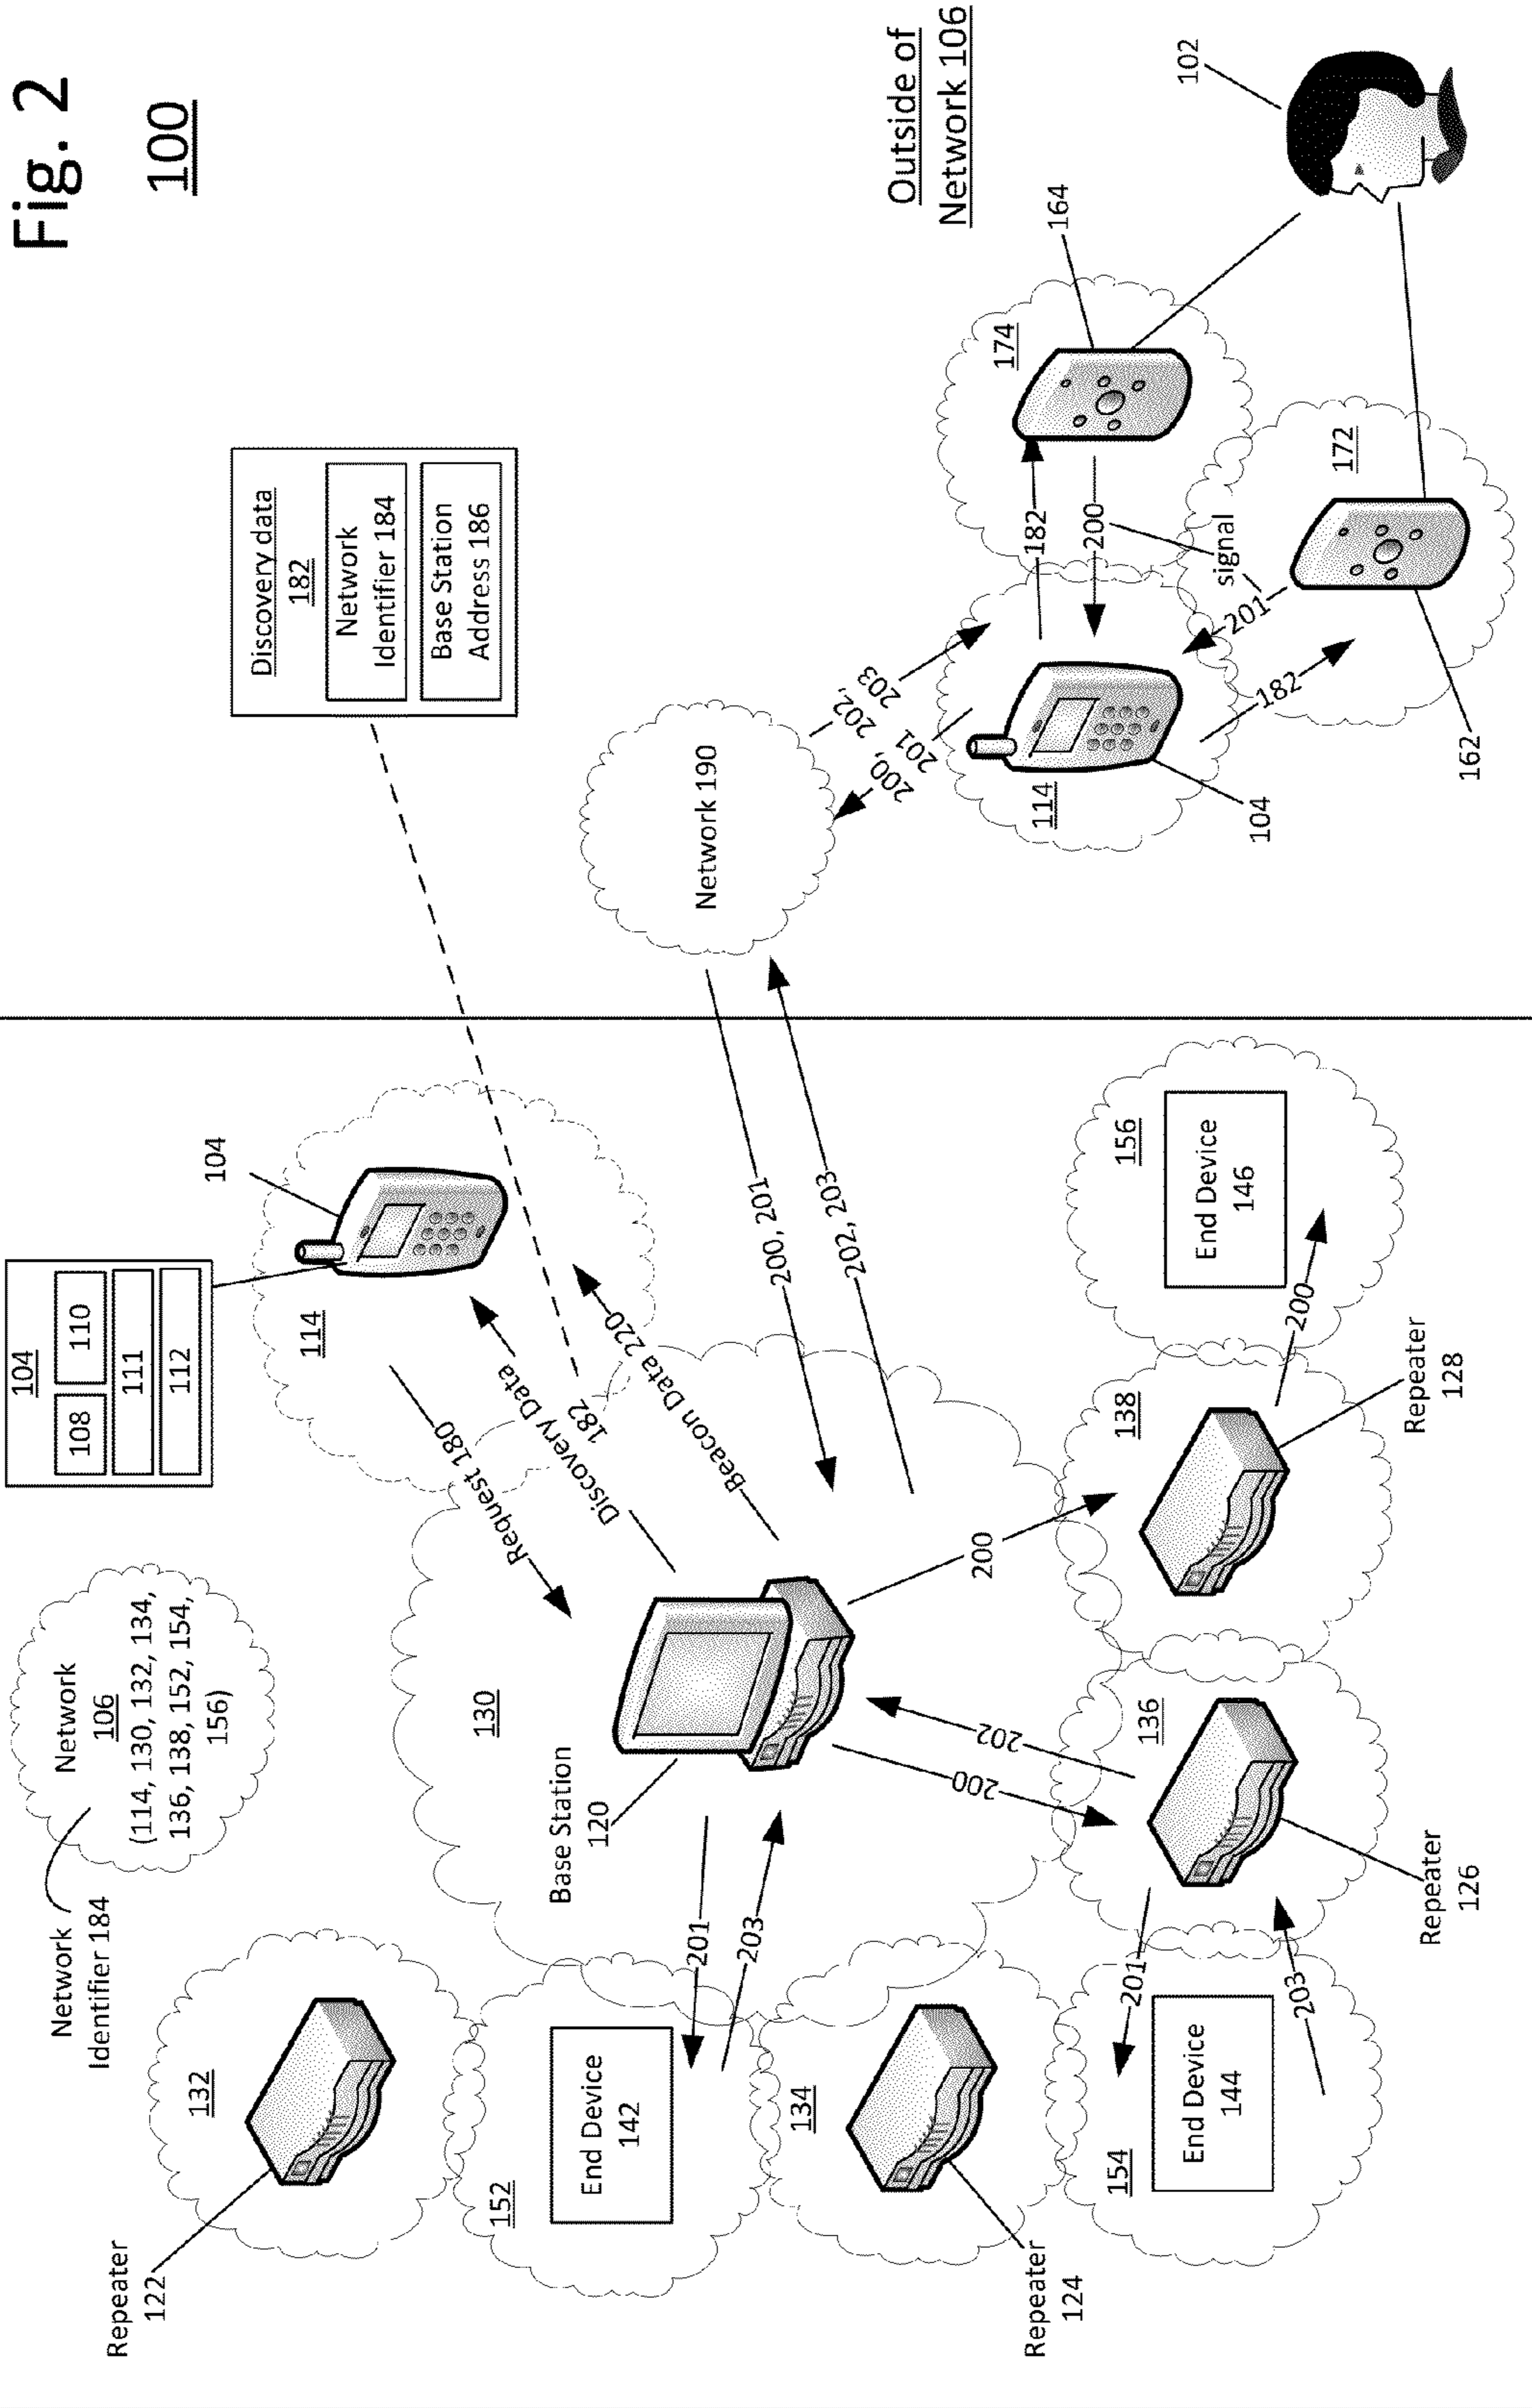 Fig. 2
100
Network
Identifier 184
Network
106
(114, 130, 132, 134,
136, 138, 152, 154,
156)
104
108
110
111
112
104
114
Discovery data
182
Network
Identifier 184
Base Station
Address 186
Repeater
122
132
130
Request 180
Discovery Data
182
Beacon Data 220
Base Station
120
152
End Device
142
201
203
200, 201
202, 203
Network 190
200, 202,
201 203
Outside of
Network 106
Repeater
124
134
200
202
200
136
138
156
End Device
146
200
Repeater
128
Repeater
126
154
End Device
144
201
203
114
104
182
200
174
164
signal
201
182
172
162
102